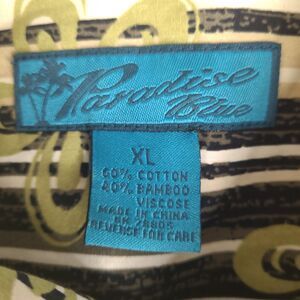 Paradise
Blue
XL
60% COTTON
40% BAMBOO
VISCOSE
MADE IN CHINA
REVERSE FOR CARE